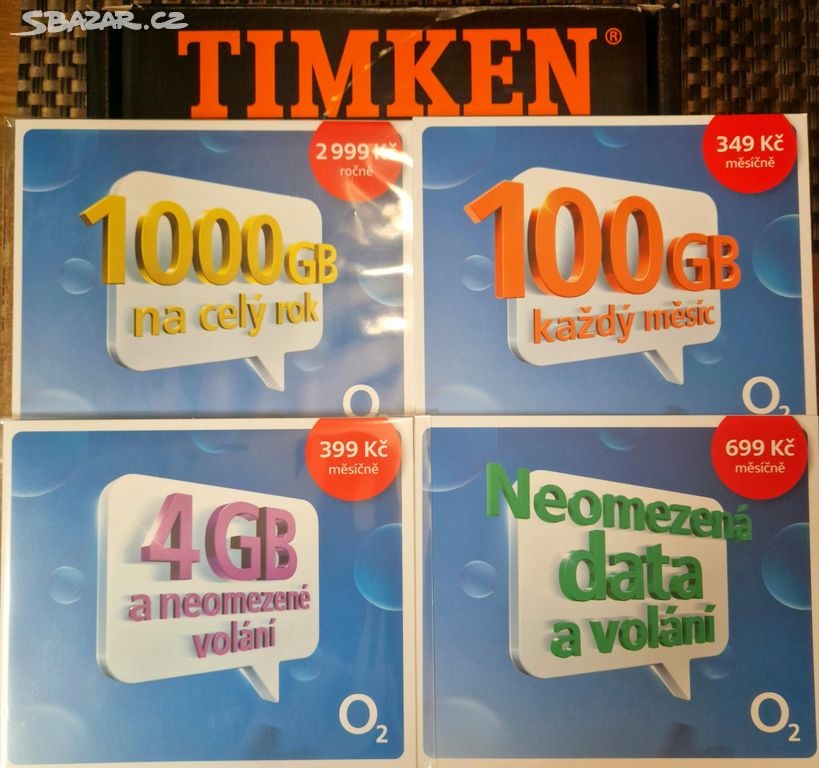 SBAZAR.CZ
TIMKEN®
2 999 Kč
ročně
1000GB
na celý rok
O
349 Kč
měsíčně
100GB
každý měsíc
O2
399 Kč
měsíčně
4GB
a neomezené
volání
O2
699 Kč
měsíčně
Neomezená
data
a volání
O2